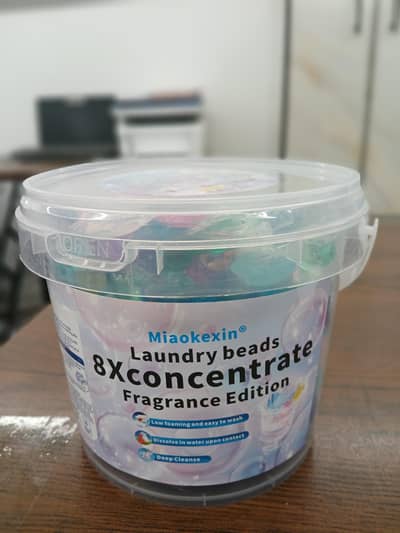 OPEN
Miaokexin®
Laundry beads
8Xconcentrate
Fragrance Edition
Low foaming and easy to wash
Dissolve in water upon contact
Deep Cleanse